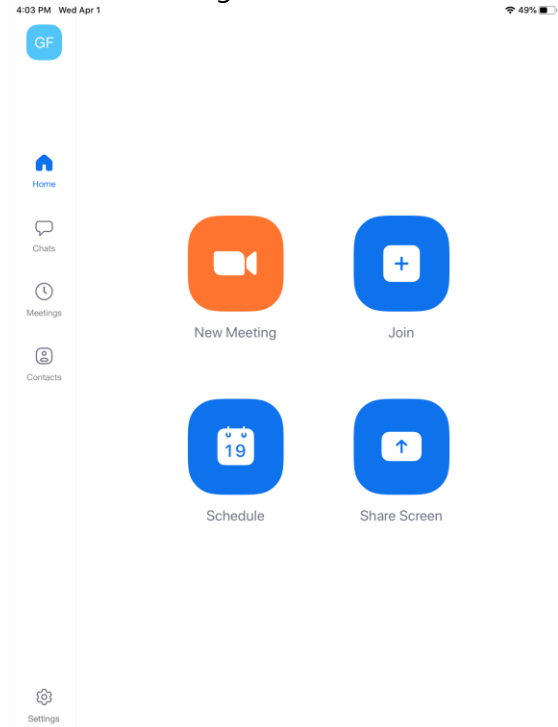 4:03 PM Wed Apr 1
49%
GF
Home
Chats
Meetings
Contacts
New Meeting
Join
19
Schedule
Share Screen
Settings